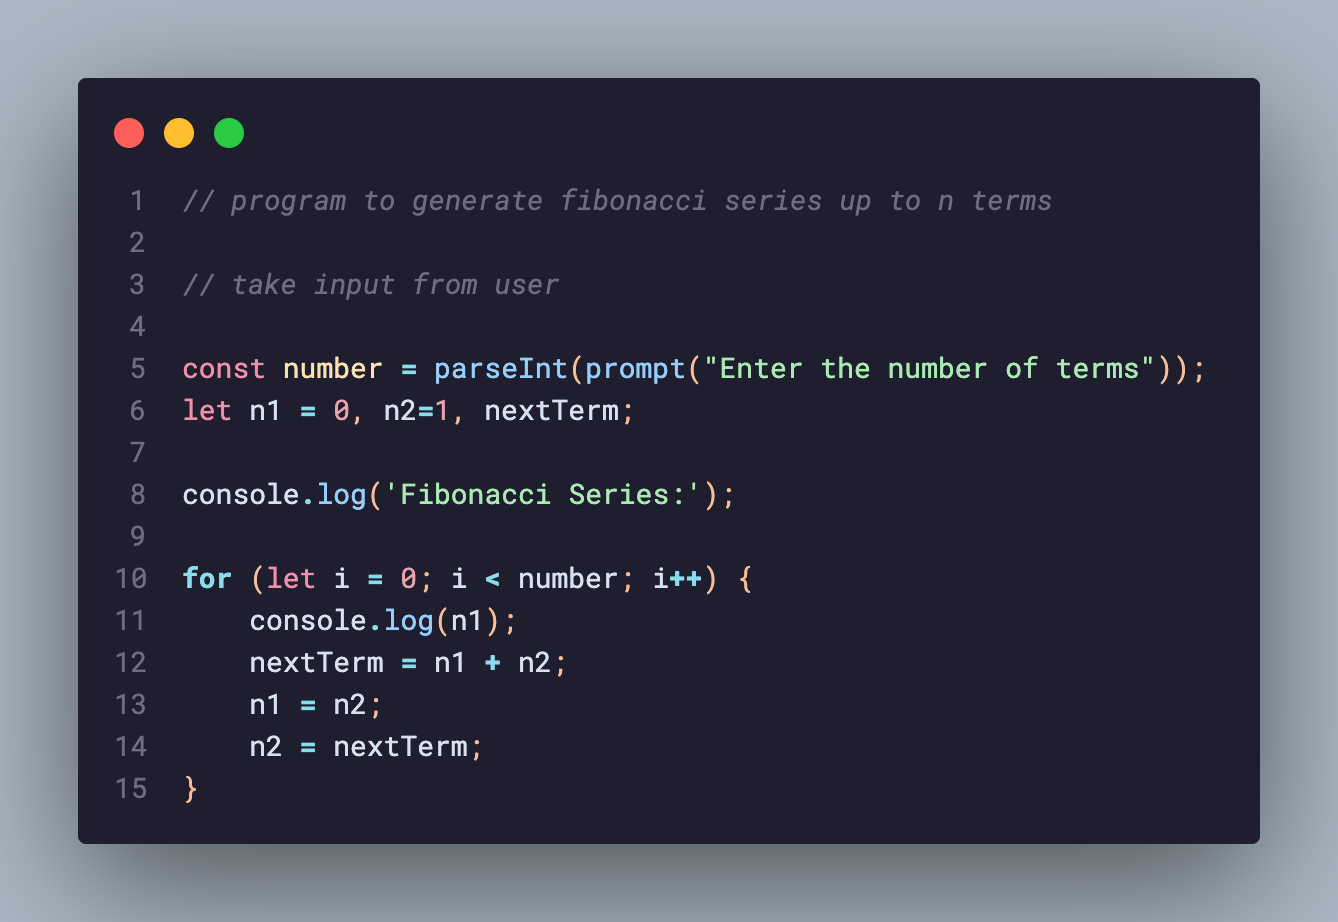 1 // program to generate fibonacci series up to n terms
2
3 // take input from user
4
5 const number = parseInt(prompt("Enter the number of terms"));
6 let n1 = 0, n2=1, nextTerm;
7
8 console.log('Fibonacci Series:');
9
10 for (let i = 0; i < number; i++) {
11     console.log(n1);
12     nextTerm = n1 + n2;
13     n1 = n2;
14     n2 = nextTerm;
15 }